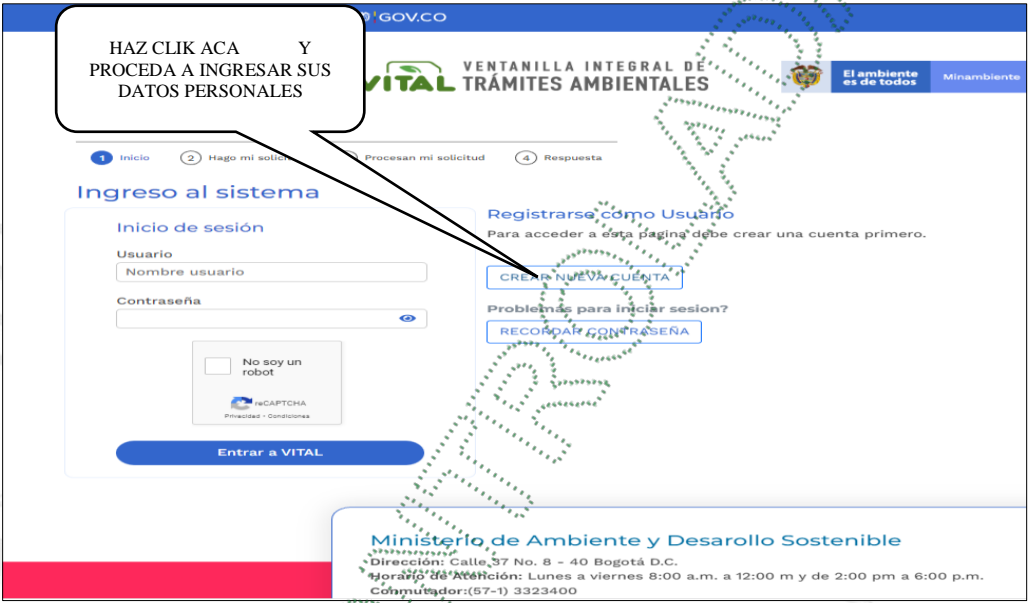 GOV.CO
HAZ CLIK ACA Y
PROCEDA A INGRESAR SUS
DATOS PERSONALES
VITAL
VENTANILLA INTEGRAL DE
TRÁMITES AMBIENTALES
El ambiente
es de todos
Minambiente
1 Inicio 2 Hago mi Procesan mi solicitud 4 Respuesta
Ingreso al sistema
Inicio de sesión
Usuario
Nombre usuario
Contraseña
No soy un
robot
reCAPTCHA
Privacidad - Condiciones
Entrar a VITAL
Registrarse como Usuario
Para acceder a esta pagina debe crear una cuenta primero.
CREAR NUEVA CUENTA
Problemas para iniciar sesion?
RECORDAR CONTRASEÑA
Ministerio de Ambiente y Desarollo Sostenible
Dirección: Calle 37 No. 8 - 40 Bogotá D.C.
Horario de Atención: Lunes a viernes 8:00 a.m. a 12:00 m y de 2:00 pm a 6:00 p.m.
Conmutador:(57-1) 3323400